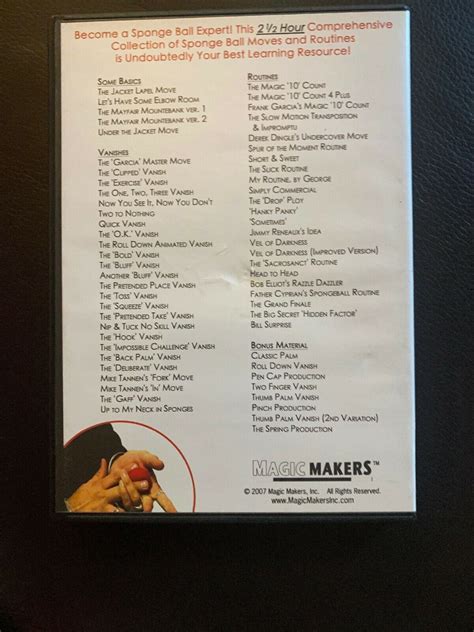 Become a Sponge Ball Expert! This 2 1/2 Hour Comprehensive
Collection of Sponge Ball Moves and Routines
is Undoubtedly Your Best Learning Resource!
Some Basics
The Jacket Lapel Move
Let's Have Some Elbow Room
The Mayfair Mountebank ver. 1
The Mayfair Mountebank ver. 2
Under the Jacket Move
Vanishes
The 'Garcia' Master Move
The 'Cupped' Vanish
The 'Exercise' Vanish
The One, Two, Three Vanish
Now You See It, Now You Don't
Two to Nothing
Quick Vanish
The 'O.K.' Vanish
The Roll Down Animated Vanish
The 'Bold' Vanish
The 'Bluff' Vanish
Another 'Bluff' Vanish
The Pretended Place Vanish
The 'Toss' Vanish
The 'Squeeze' Vanish
The 'Pretended Take' Vanish
Nip & Tuck No Skill Vanish
The 'Hook' Vanish
The 'Impossible Challenge' Vanish
The 'Back Palm' Vanish
The 'Deliberate' Vanish
Mike Tannen's 'Fork' Move
Mike Tannen's 'In' Move
The 'Gaff' Vanish
Up to My Neck in Sponges
Routines
The Magic '10' Count
The Magic '10' Count 4 Plus
Frank Garcia's Magic '10' Count
The Slow Motion Transposition
& Impromptu
Derek Dingle's Undercover Move
Spur of the Moment Routine
Short & Sweet
The Suck Routine
My Routine, by George
Simply Commercial
The 'Drop' Ploy
'Hanky Panky'
'Sometimes'
Jimmy Reneaux's Idea
Veil of Darkness
Veil of Darkness (Improved Version)
The 'Sacrosanct' Routine
Head to Head
Bob Elliot's Razzle Dazzler
Father Cyprian's Spongeball Routine
The Grand Finale
The Big Secret 'Hidden Factor'
Bill Surprise
Bonus Material
Classic Palm
Roll Down Vanish
Pen Cap Production
Two Finger Vanish
Thumb Palm Vanish
Pinch Production
Thumb Palm Vanish (2nd Variation)
The Spring Production
MAGIC MAKERS™
© 2007 Magic Makers, Inc. All Rights Reserved.
www.MagicMakersInc.com